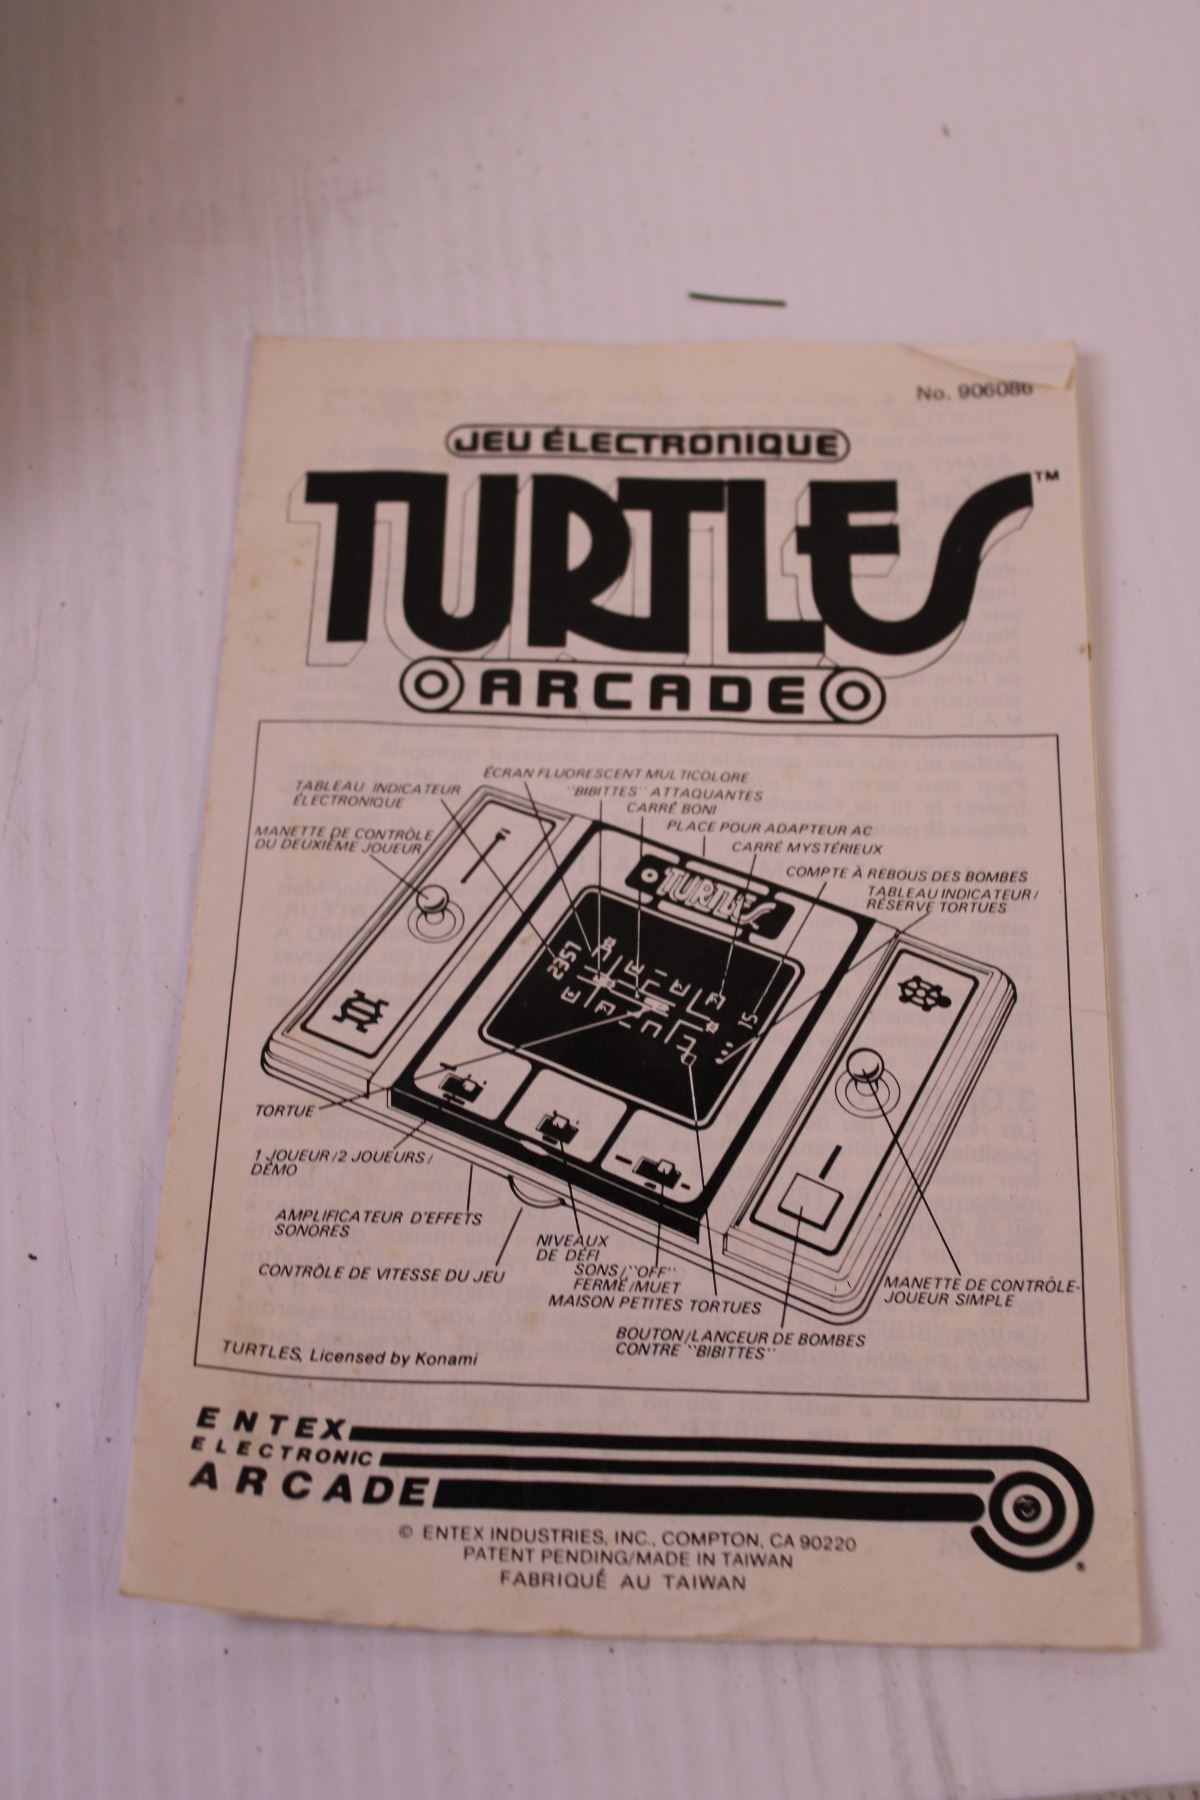 No. 906086
JEU ÉLECTRONIQUE
TURTLES™
ARCADE
ÉCRAN FLUORESCENT MULTICOLORE
TABLEAU INDICATEUR
ÉLECTRONIQUE
"BIBITTES" ATTAQUANTES
CARRÉ BONI
MANETTE DE CONTRÔLE
DU DEUXIÈME JOUEUR
PLACE POUR ADAPTEUR AC
CARRÉ MYSTÉRIEUX
COMPTE À REBOUS DES BOMBES
TABLEAU INDICATEUR/
RÉSERVE TORTUES
TURTLES
2357
15
TORTUE
1 JOUEUR/2 JOUEURS/
DÉMO
AMPLIFICATEUR D'EFFETS
SONORES
CONTRÔLE DE VITESSE DU JEU
NIVEAUX
DE DÉFI
SONS/"OFF"
FERMÉ/MUET
MAISON PETITES TORTUES
BOUTON/LANCEUR DE BOMBES
CONTRE "BIBITTES"
MANETTE DE CONTRÔLE-
JOUEUR SIMPLE
TURTLES, Licensed by Konami
ENTEX
ELECTRONIC
ARCADE
®
© ENTEX INDUSTRIES, INC., COMPTON, CA 90220
PATENT PENDING/MADE IN TAIWAN
FABRIQUÉ AU TAIWAN